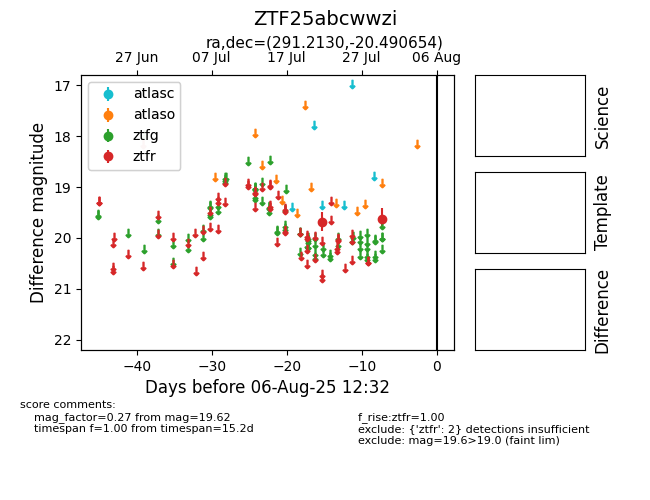 ZTF25abcwwzi
ra,dec=(291.2130,-20.490654)
27 Jun 07 Jul 17 Jul 27 Jul 06 Aug
atlasc
atlaso
ztfg
ztfr
17
18
19
20
21
22
Difference magnitude
−40 −30 −20 −10 0
Days before 06-Aug-25 12:32
Science
Template
Difference
score comments:
mag_factor=0.27 from mag=19.62
timespan f=1.00 from timespan=15.2d
f_rise:ztfr=1.00
exclude: {'ztfr': 2} detections insufficient
exclude: mag=19.6>19.0 (faint lim)